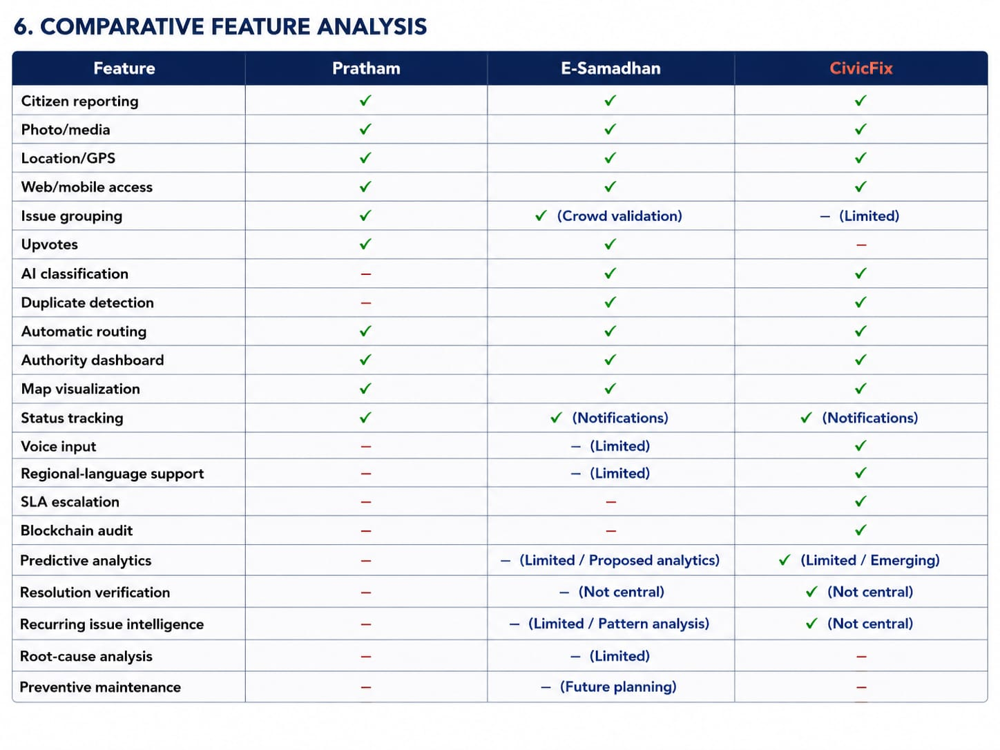 6. COMPARATIVE FEATURE ANALYSIS
Feature Pratham E-Samadhan CivicFix
Citizen reporting ✓ ✓ ✓
Photo/media ✓ ✓ ✓
Location/GPS ✓ ✓ ✓
Web/mobile access ✓ ✓ ✓
Issue grouping ✓ ✓ (Crowd validation) – (Limited)
Upvotes ✓ ✓ –
AI classification – ✓ ✓
Duplicate detection – ✓ ✓
Automatic routing ✓ ✓ ✓
Authority dashboard ✓ ✓ ✓
Map visualization ✓ ✓ ✓
Status tracking ✓ ✓ (Notifications) ✓ (Notifications)
Voice input – – (Limited) ✓
Regional-language support – – (Limited) ✓
SLA escalation – – ✓
Blockchain audit – – ✓
Predictive analytics – – (Limited / Proposed analytics) ✓ (Limited / Emerging)
Resolution verification – – (Not central) ✓ (Not central)
Recurring issue intelligence – – (Limited / Pattern analysis) ✓ (Not central)
Root-cause analysis – – (Limited) –
Preventive maintenance – – (Future planning) –